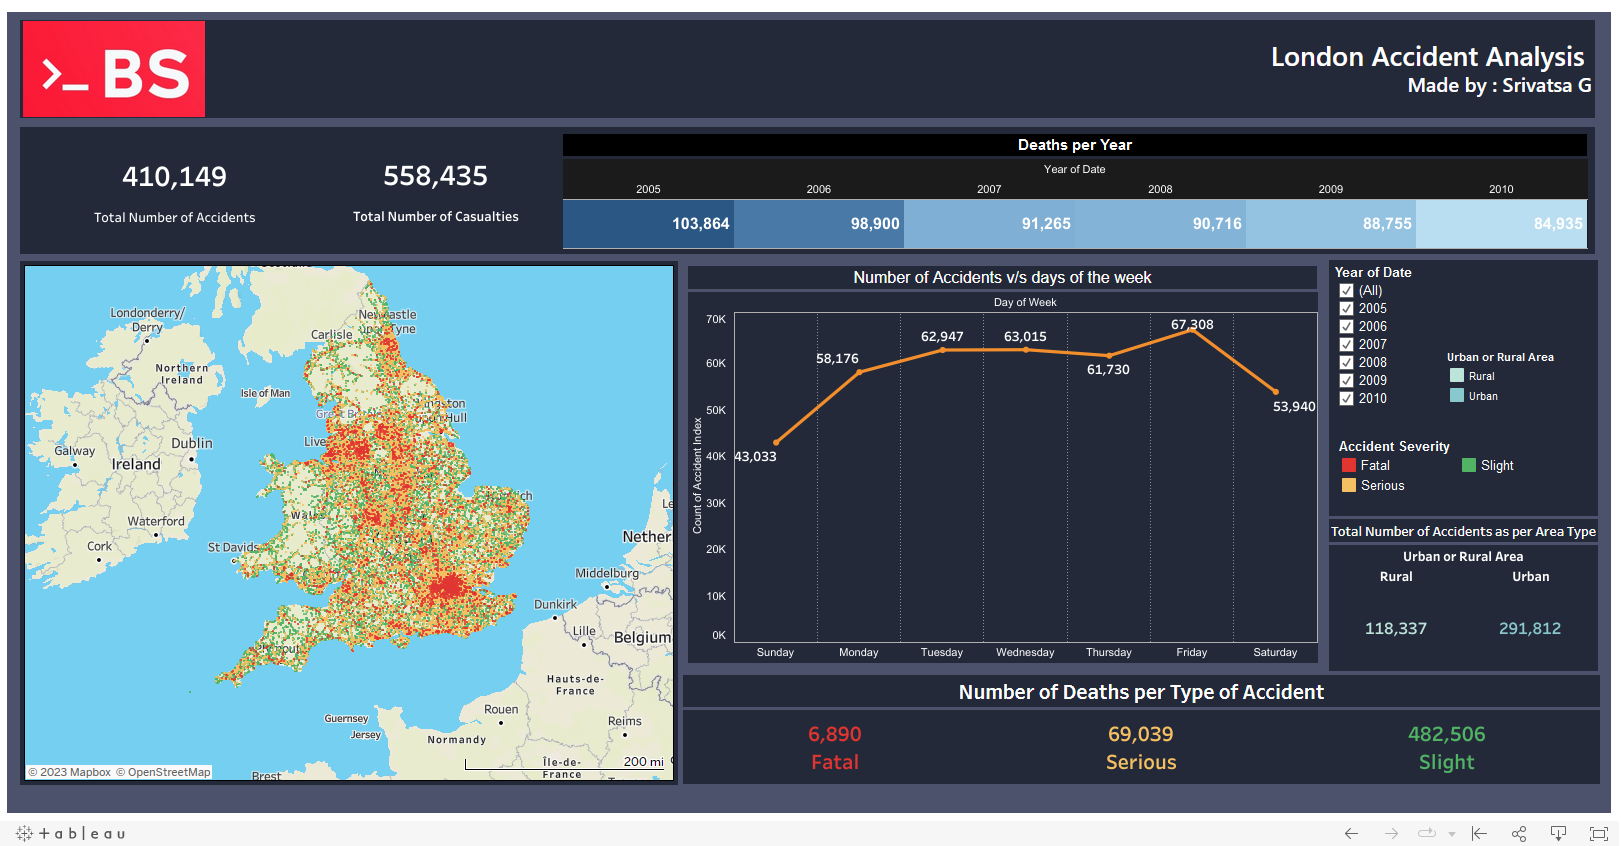 >_BS
London Accident Analysis
Made by : Srivatsa G
410,149
Total Number of Accidents
558,435
Total Number of Casualties
Deaths per Year
Year of Date
2005 2006 2007 2008 2009 2010
103,864 98,900 91,265 90,716 88,755 84,935
Londonderry/
Derry
Northern
Ireland
Isle of Man
Carlisle
Newcastle
upon Tyne
Kingston
upon Hull
Great Br
Live
Galway
Dublin
Ireland
Waterford
Cork
Wales
St Davids
Le
Nether
Middelburg
Dunkirk
Lille
Belgium
Hauts-de-
France
Guernsey
Jersey
Rouen
Reims
Normandy
Île-de-
France
Brest
200 mi
© 2023 Mapbox © OpenStreetMap
Number of Accidents v/s days of the week
Day of Week
Count of Accident Index
70K
60K
50K
40K
30K
20K
10K
0K
43,033
58,176
62,947
63,015
61,730
67,308
53,940
Sunday Monday Tuesday Wednesday Thursday Friday Saturday
Year of Date
(All)
2005
2006
2007
2008
2009
2010
Urban or Rural Area
Rural
Urban
Accident Severity
Fatal
Slight
Serious
Total Number of Accidents as per Area Type
Urban or Rural Area
Rural Urban
118,337 291,812
Number of Deaths per Type of Accident
6,890 69,039 482,506
Fatal Serious Slight
+ableau